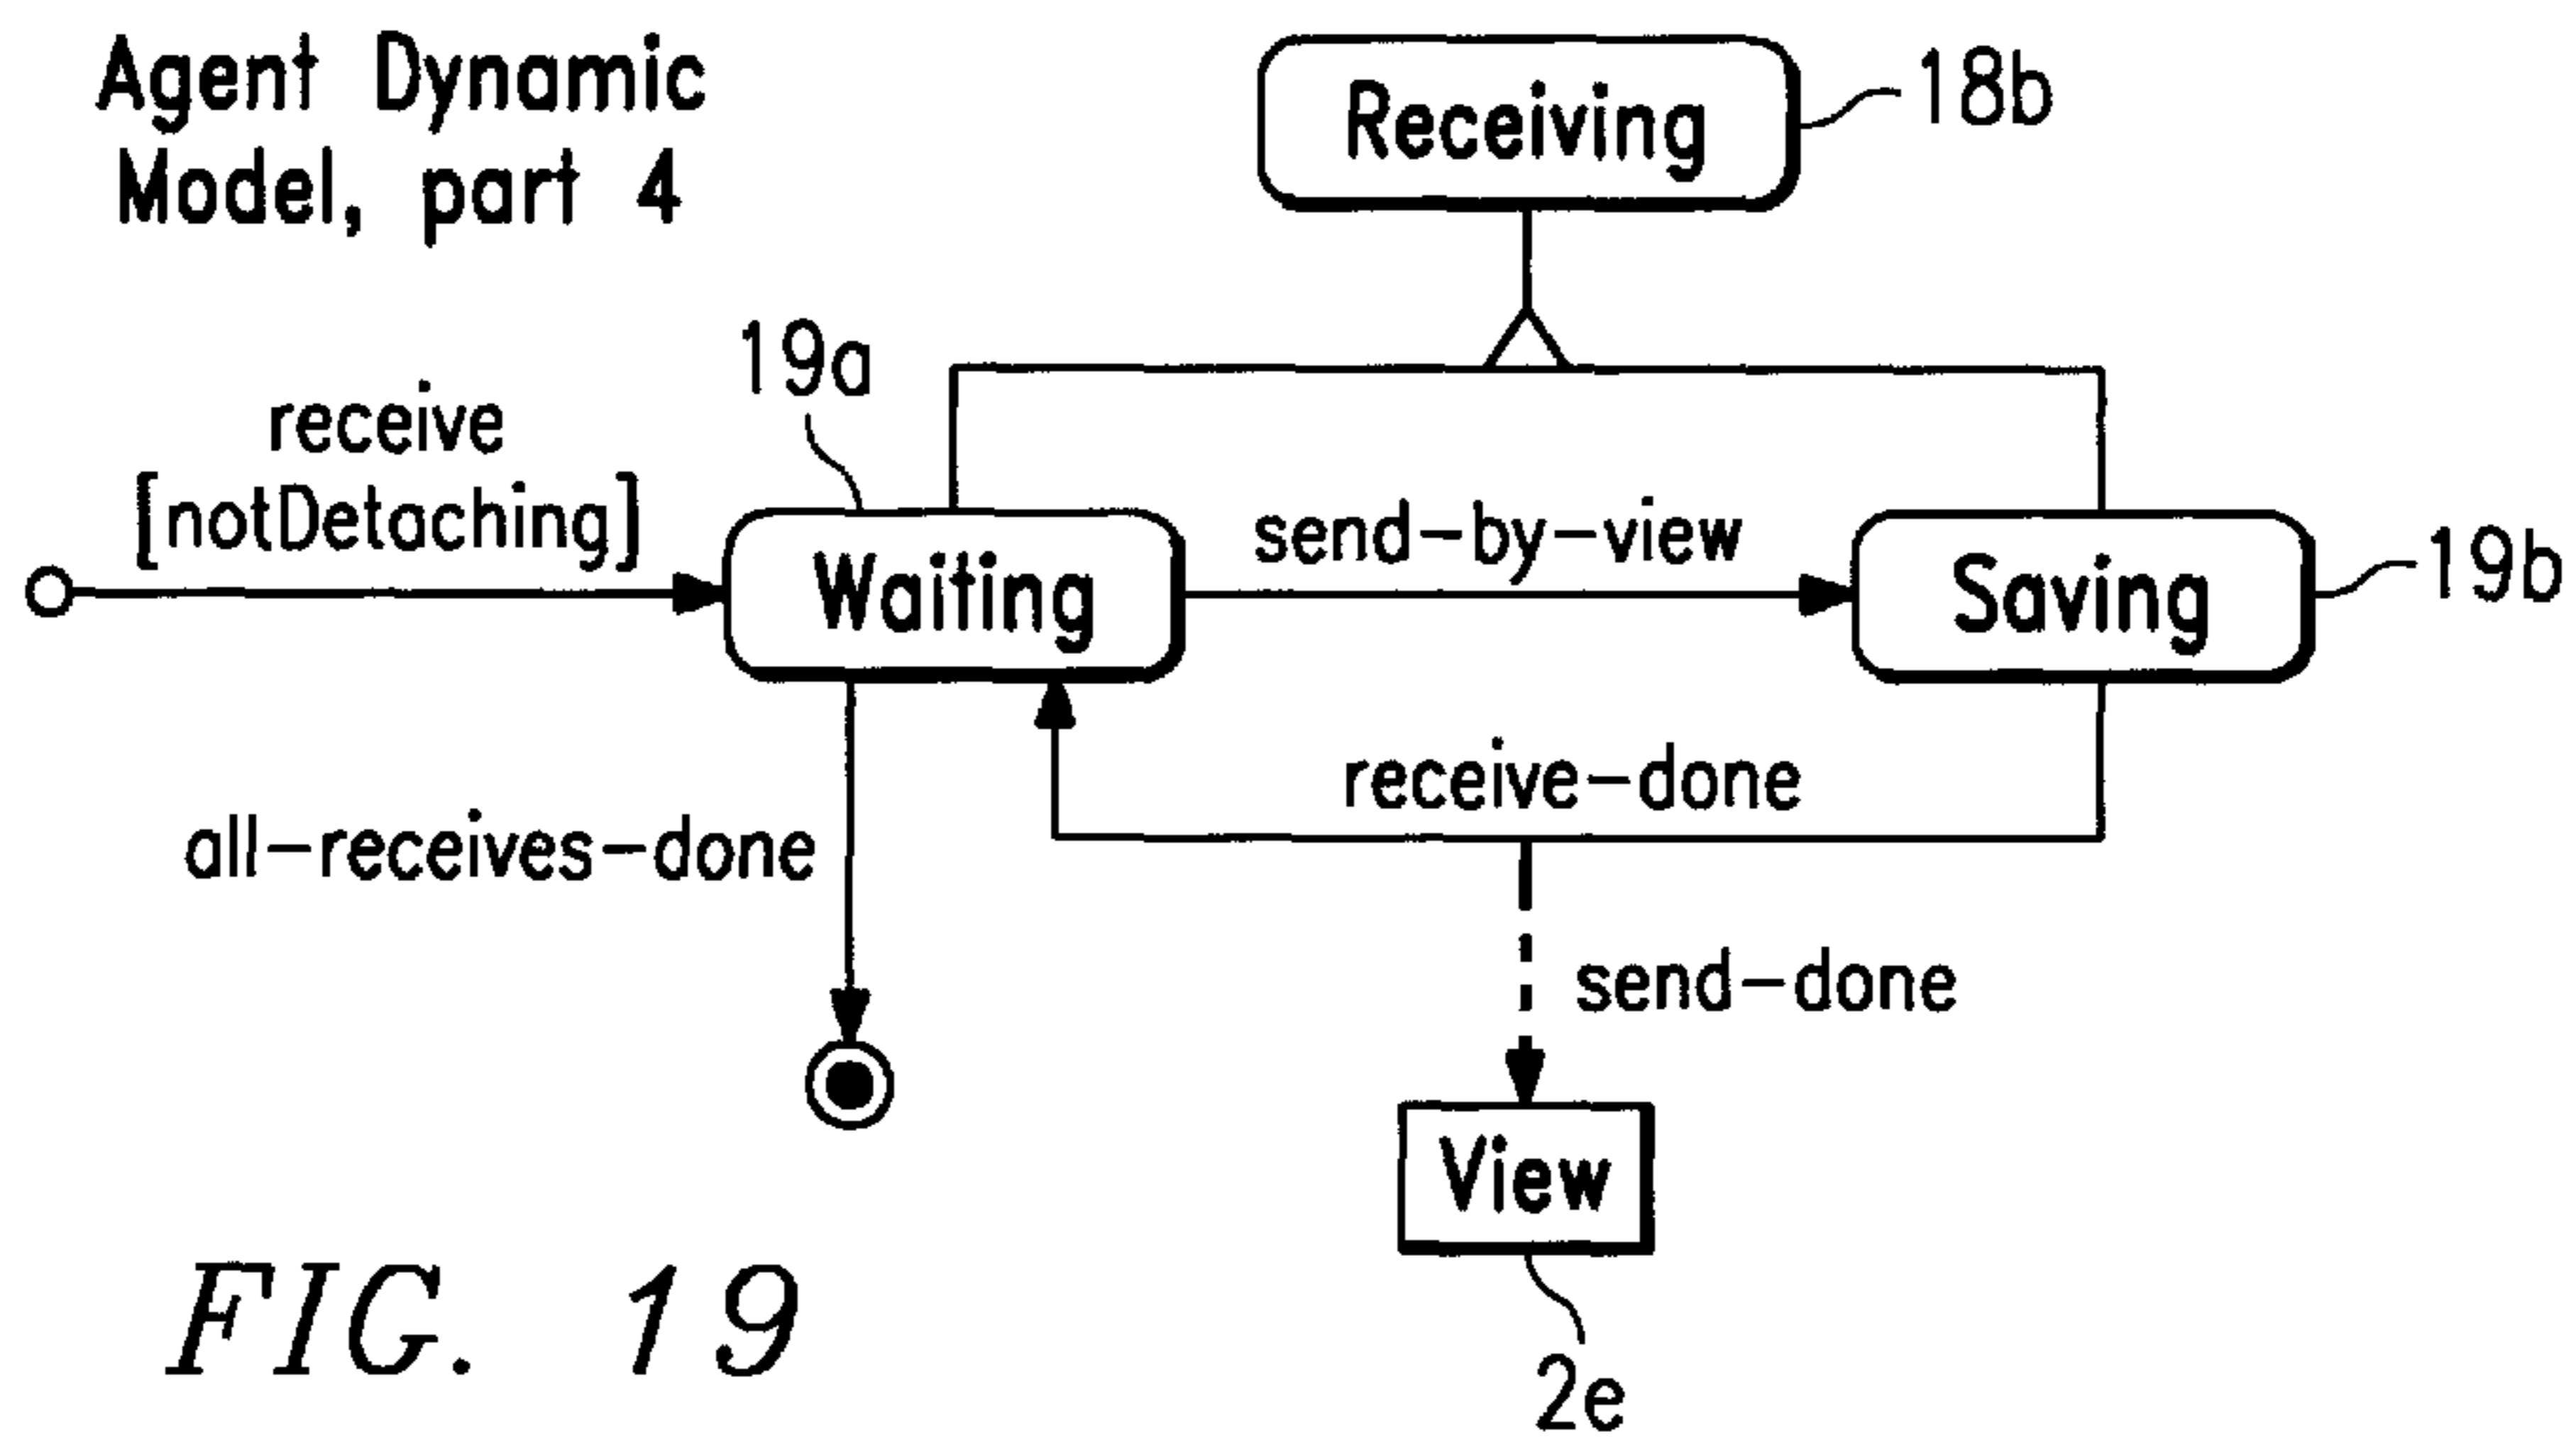 Agent Dynamic
Model, part 4
Receiving
18b
19a
receive
[notDetaching]
Waiting
send-by-view
Saving
19b
receive-done
all-receives-done
send-done
View
2e
FIG. 19